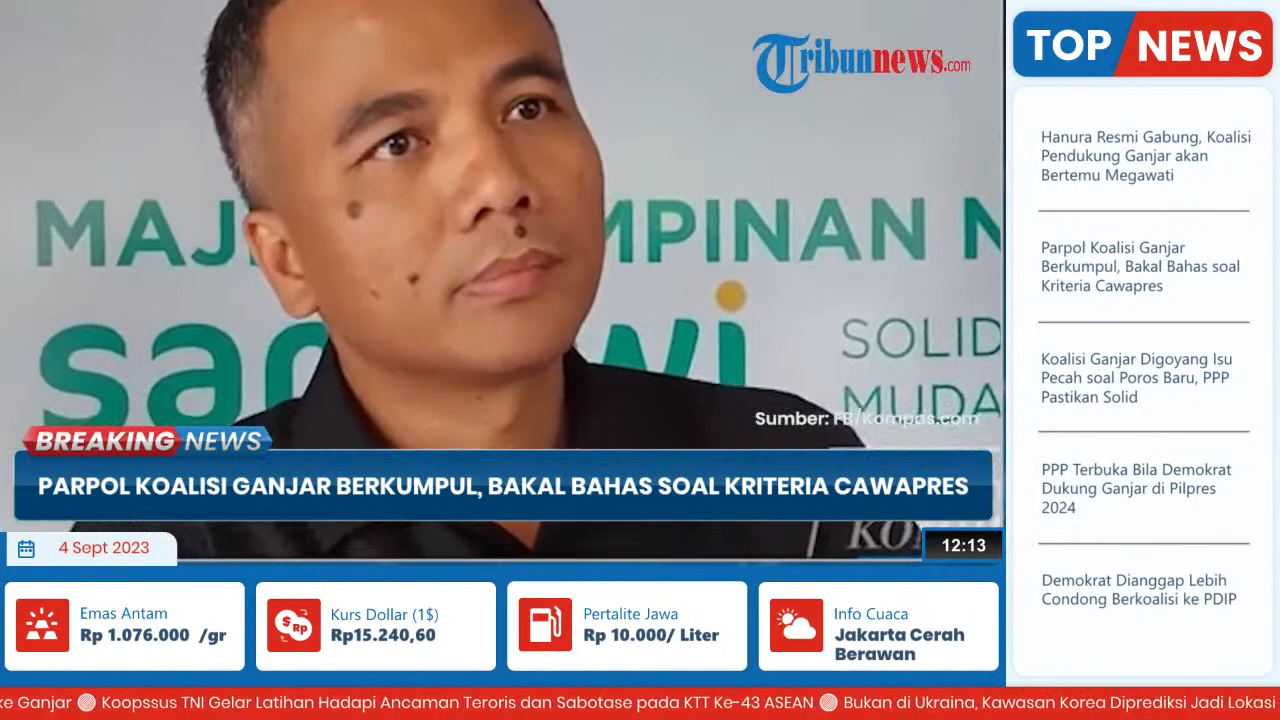 Tribunnews.com
MAJ MPINAN N
SOLID
MUDA
Sumber: FB/Kompas.com
BREAKING NEWS
PARPOL KOALISI GANJAR BERKUMPUL, BAKAL BAHAS SOAL KRITERIA CAWAPRES
4 Sept 2023
12:13
Emas Antam
Rp 1.076.000 /gr
Kurs Dollar (1$)
Rp15.240,60
Pertalite Jawa
Rp 10.000/ Liter
Info Cuaca
Jakarta Cerah
Berawan
TOP NEWS
Hanura Resmi Gabung, Koalisi
Pendukung Ganjar akan
Bertemu Megawati
Parpol Koalisi Ganjar
Berkumpul, Bakal Bahas soal
Kriteria Cawapres
Koalisi Ganjar Digoyang Isu
Pecah soal Poros Baru, PPP
Pastikan Solid
PPP Terbuka Bila Demokrat
Dukung Ganjar di Pilpres
2024
Demokrat Dianggap Lebih
Condong Berkoalisi ke PDIP
ke Ganjar Koopssus TNI Gelar Latihan Hadapi Ancaman Teroris dan Sabotase pada KTT Ke-43 ASEAN Bukan di Ukraina, Kawasan Korea Diprediksi Jadi Lokasi